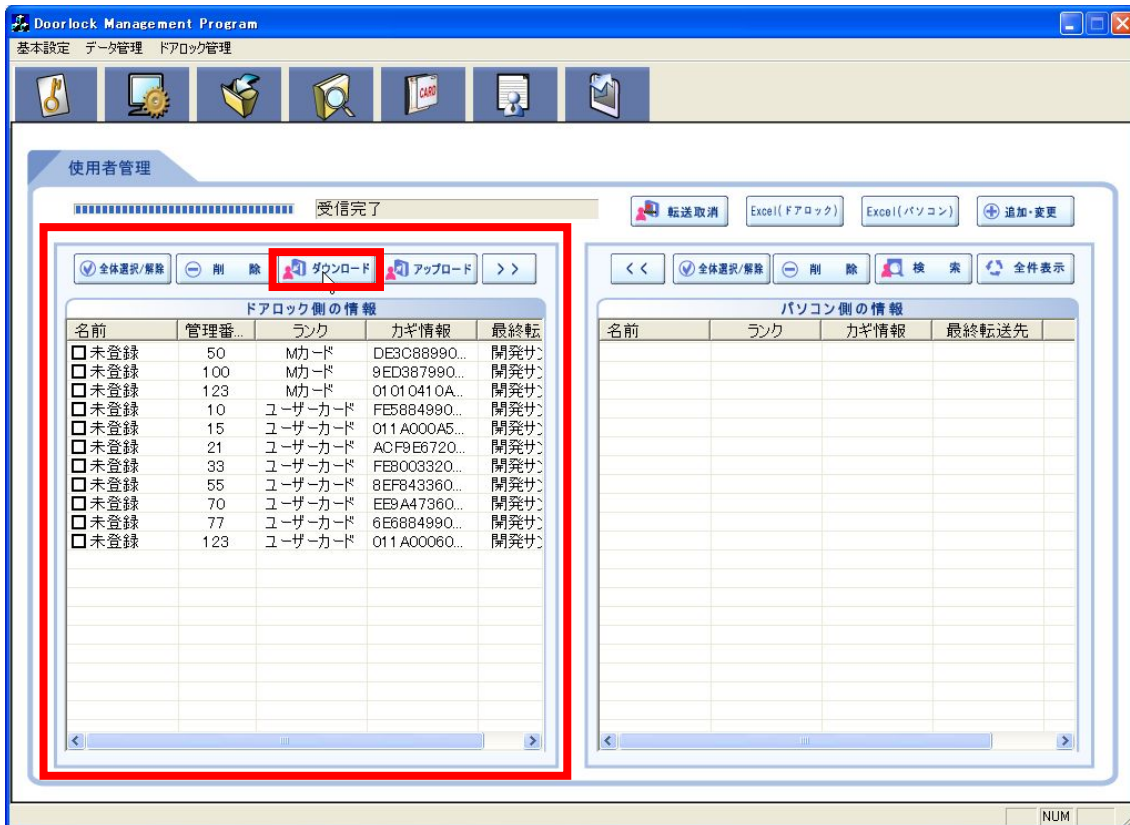 Doorlock Management Program
基本設定 データ管理 ドアロック管理
CARD
使用者管理
受信完了
転送取消 Excel(ドアロック) Excel(パソコン) 追加・変更
全体選択/解除 削 除 ダウンロード アップロード >> << 全体選択/解除 削 除 検 索 全件表示
ドアロック側の情報
名前 管理番... ランク カギ情報 最終転
未登録 50 Mカード DE3C88990... 開発サン
未登録 100 Mカード 9ED387990... 開発サン
未登録 123 Mカード 01010410A... 開発サン
未登録 10 ユーザーカード FE5884990... 開発サン
未登録 15 ユーザーカード 011A000A5... 開発サン
未登録 21 ユーザーカード ACF9E6720... 開発サン
未登録 33 ユーザーカード FEB003320... 開発サン
未登録 55 ユーザーカード 8EF843360... 開発サン
未登録 70 ユーザーカード EE9A47360... 開発サン
未登録 77 ユーザーカード 6E6884990... 開発サン
未登録 123 ユーザーカード 011A00060... 開発サン
パソコン側の情報
名前 ランク カギ情報 最終転送先
NUM